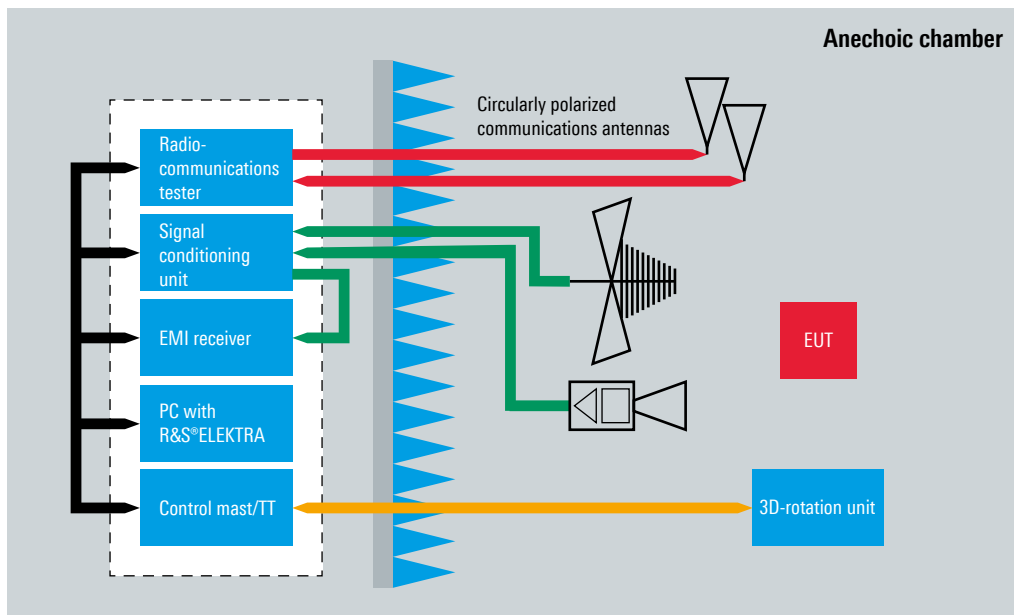 Anechoic chamber
Circularly polarized
communications antennas
Radio-
communications
tester
Signal
conditioning
unit
EMI receiver
EUT
PC with
R&S®ELEKTRA
Control mast/TT
3D-rotation unit